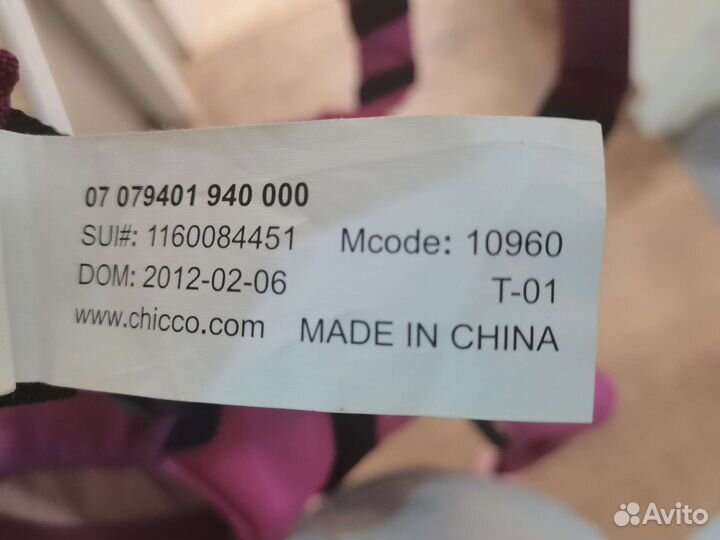 07 079401 940 000
SUI#: 1160084451 Mcode: 10960
DOM: 2012-02-06 T-01
www.chicco.com MADE IN CHINA
Avito